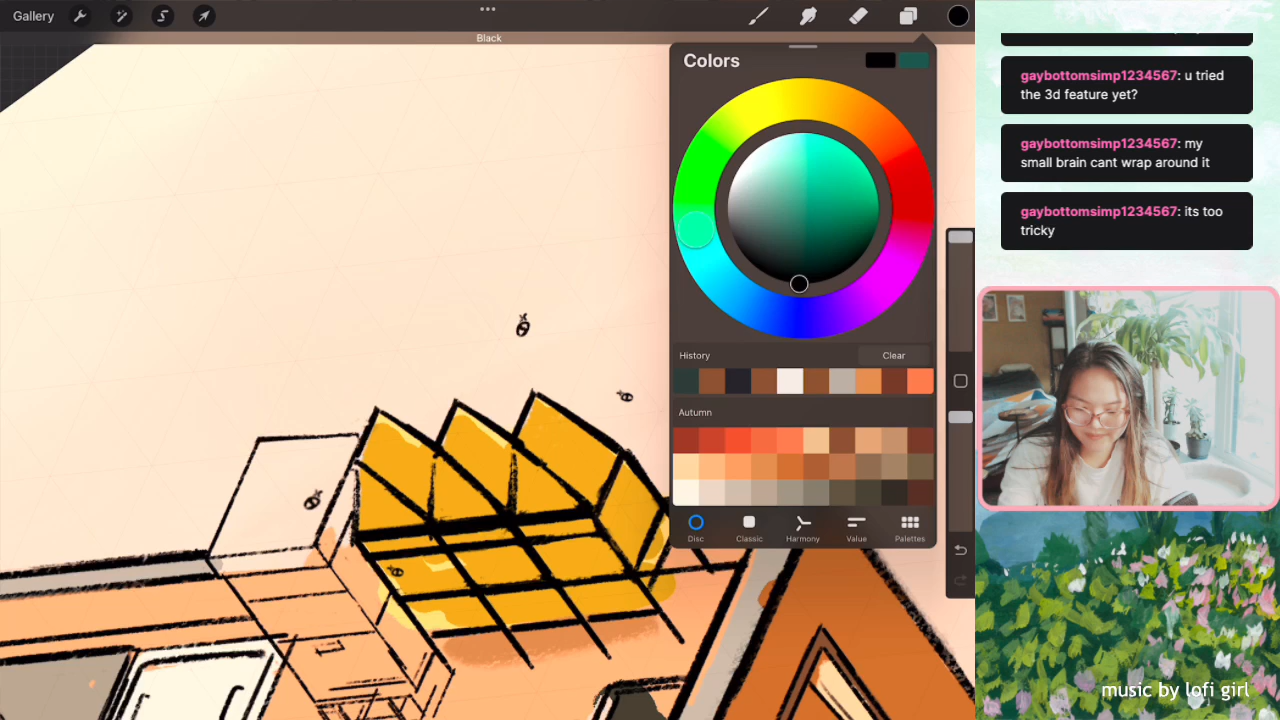 Gallery
Black
Colors
History
Clear
Autumn
Disc
Classic
Harmony
Value
Palettes
gaybottomsimp1234567: u tried
the 3d feature yet?
gaybottomsimp1234567: my
small brain cant wrap around it
gaybottomsimp1234567: its too
tricky
music by lofi girl